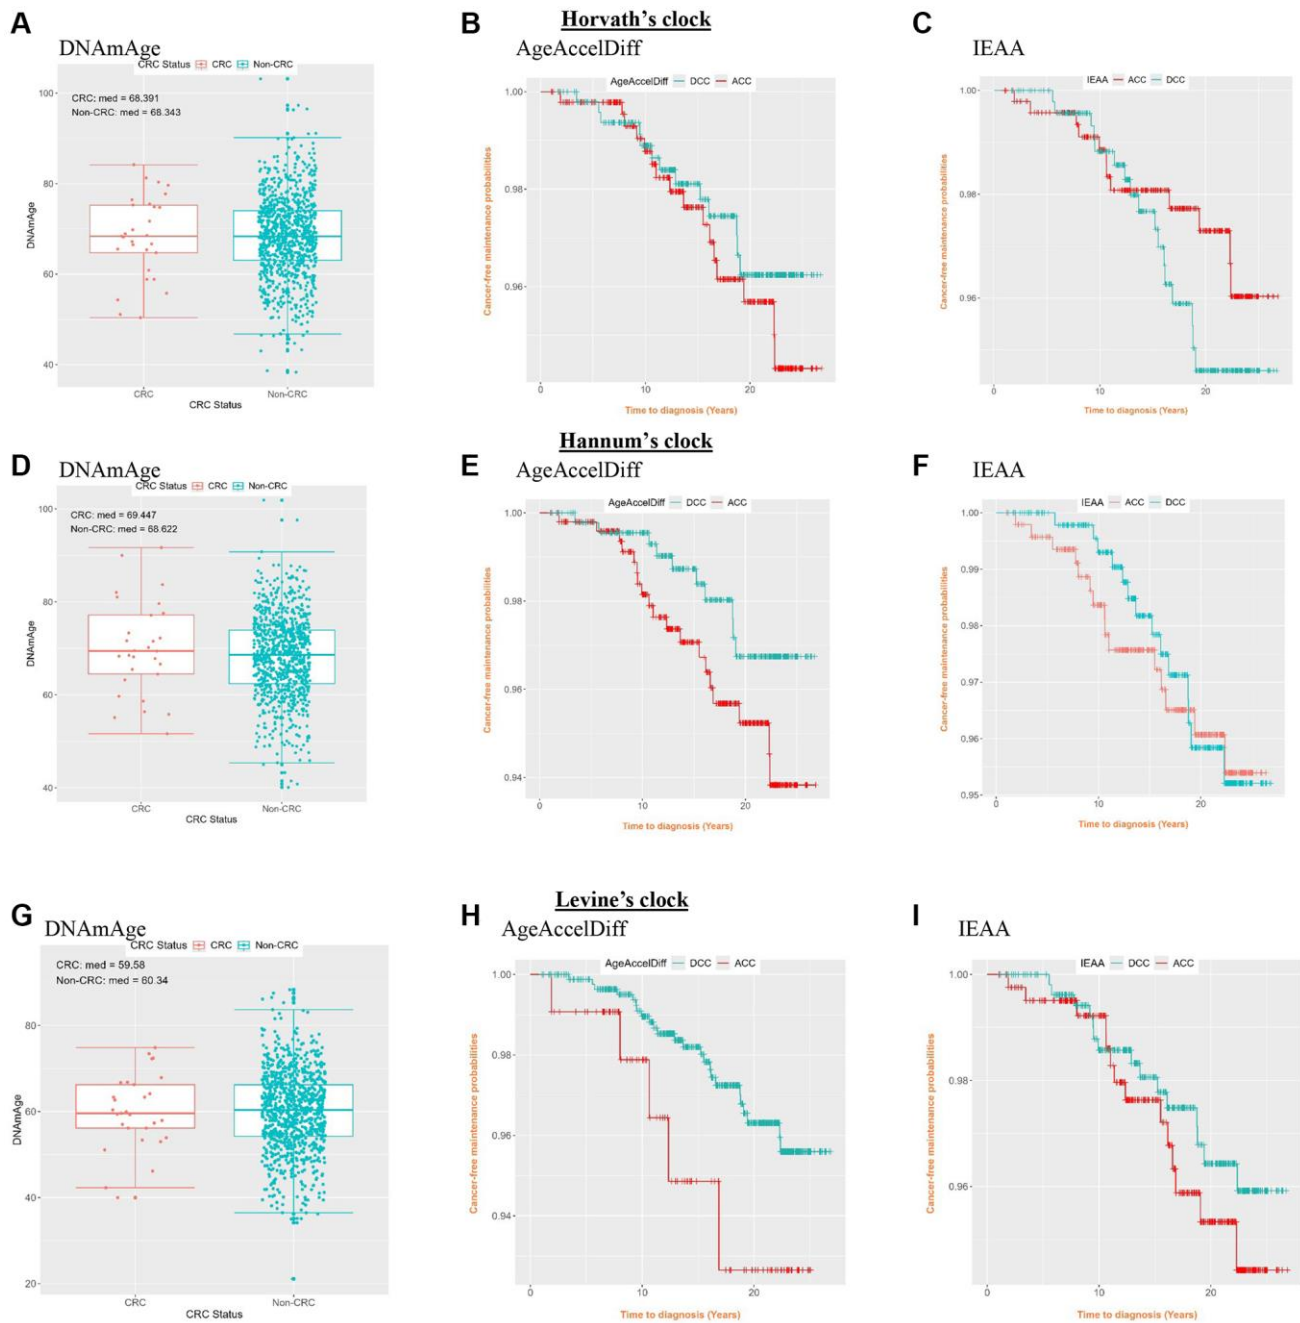 Horvath's clock
A
DNAmAge
CRC Status CRC Non-CRC
CRC: med = 68.391
Non-CRC: med = 68.343
100
80
60
40
DNAmAge
CRC
Non-CRC
CRC Status
B
AgeAccelDiff
AgeAccelDiff DCC ACC
1.00
0.98
0.96
Cancer-free maintenance probabilities
0
10
20
Time to diagnosis (Years)
C
IEAA
IEAA ACC DCC
1.00
0.98
0.96
Cancer-free maintenance probabilities
0
10
20
Time to diagnosis (Years)
Hannum's clock
D
DNAmAge
CRC Status CRC Non-CRC
CRC: med = 69.447
Non-CRC: med = 68.622
100
80
60
40
DNAmAge
CRC
Non-CRC
CRC Status
E
AgeAccelDiff
AgeAccelDiff DCC ACC
1.00
0.98
0.96
0.94
Cancer-free maintenance probabilities
0
10
20
Time to diagnosis (Years)
F
IEAA
IEAA ACC DCC
1.00
0.99
0.98
0.97
0.96
0.95
Cancer-free maintenance probabilities
0
10
20
Time to diagnosis (Years)
Levine's clock
G
DNAmAge
CRC Status CRC Non-CRC
CRC: med = 59.58
Non-CRC: med = 60.34
80
60
40
20
DNAmAge
CRC
Non-CRC
CRC Status
H
AgeAccelDiff
AgeAccelDiff DCC ACC
1.00
0.98
0.96
0.94
Cancer-free maintenance probabilities
0
10
20
Time to diagnosis (Years)
I
IEAA
IEAA DCC ACC
1.00
0.98
0.96
Cancer-free maintenance probabilities
0
10
20
Time to diagnosis (Years)